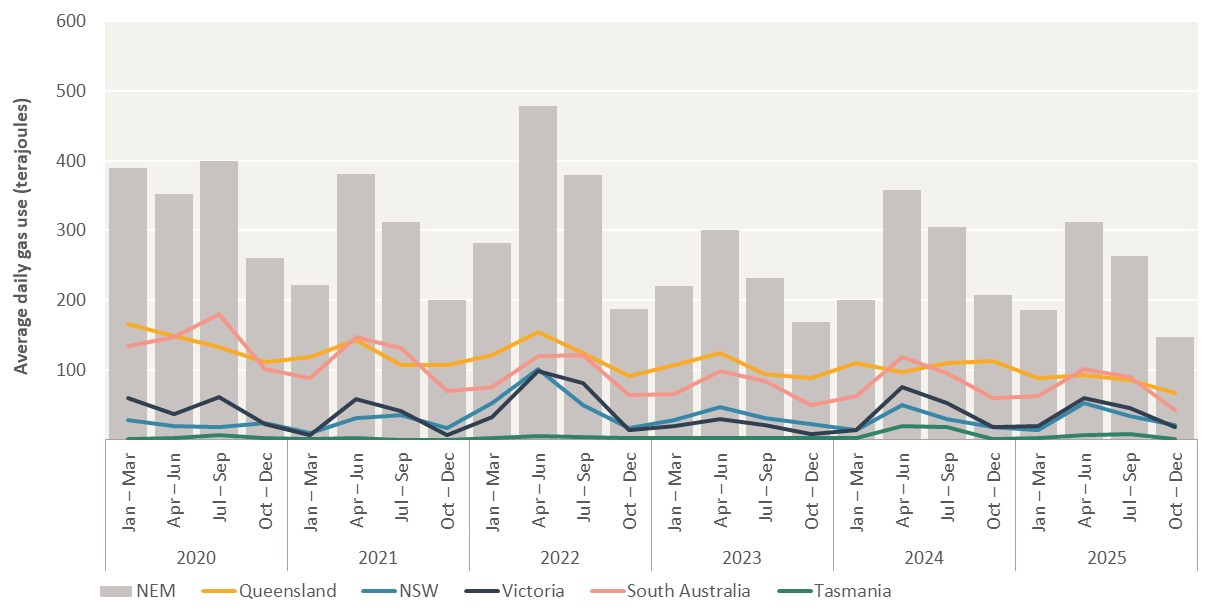 Average daily gas use (terajoules)
600
500
400
300
200
100
Jan – Mar
Apr – Jun
Jul – Sep
Oct – Dec
Jan – Mar
Apr – Jun
Jul – Sep
Oct – Dec
Jan – Mar
Apr – Jun
Jul – Sep
Oct – Dec
Jan – Mar
Apr – Jun
Jul – Sep
Oct – Dec
Jan – Mar
Apr – Jun
Jul – Sep
Oct – Dec
Jan – Mar
Apr – Jun
Jul – Sep
Oct – Dec
2020 2021 2022 2023 2024 2025
NEM Queensland NSW Victoria South Australia Tasmania